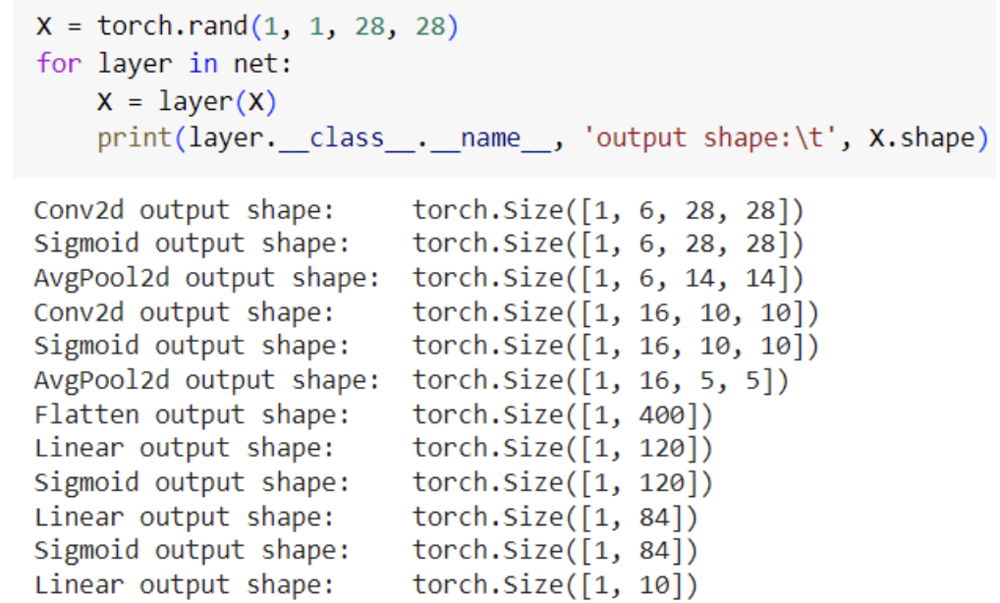 X = torch.rand(1, 1, 28, 28)
for layer in net:
    X = layer(X)
    print(layer.__class__.__name__, 'output shape:\t', X.shape)
Conv2d output shape:     torch.Size([1, 6, 28, 28])
Sigmoid output shape:    torch.Size([1, 6, 28, 28])
AvgPool2d output shape:  torch.Size([1, 6, 14, 14])
Conv2d output shape:     torch.Size([1, 16, 10, 10])
Sigmoid output shape:    torch.Size([1, 16, 10, 10])
AvgPool2d output shape:  torch.Size([1, 16, 5, 5])
Flatten output shape:    torch.Size([1, 400])
Linear output shape:     torch.Size([1, 120])
Sigmoid output shape:    torch.Size([1, 120])
Linear output shape:     torch.Size([1, 84])
Sigmoid output shape:    torch.Size([1, 84])
Linear output shape:     torch.Size([1, 10])